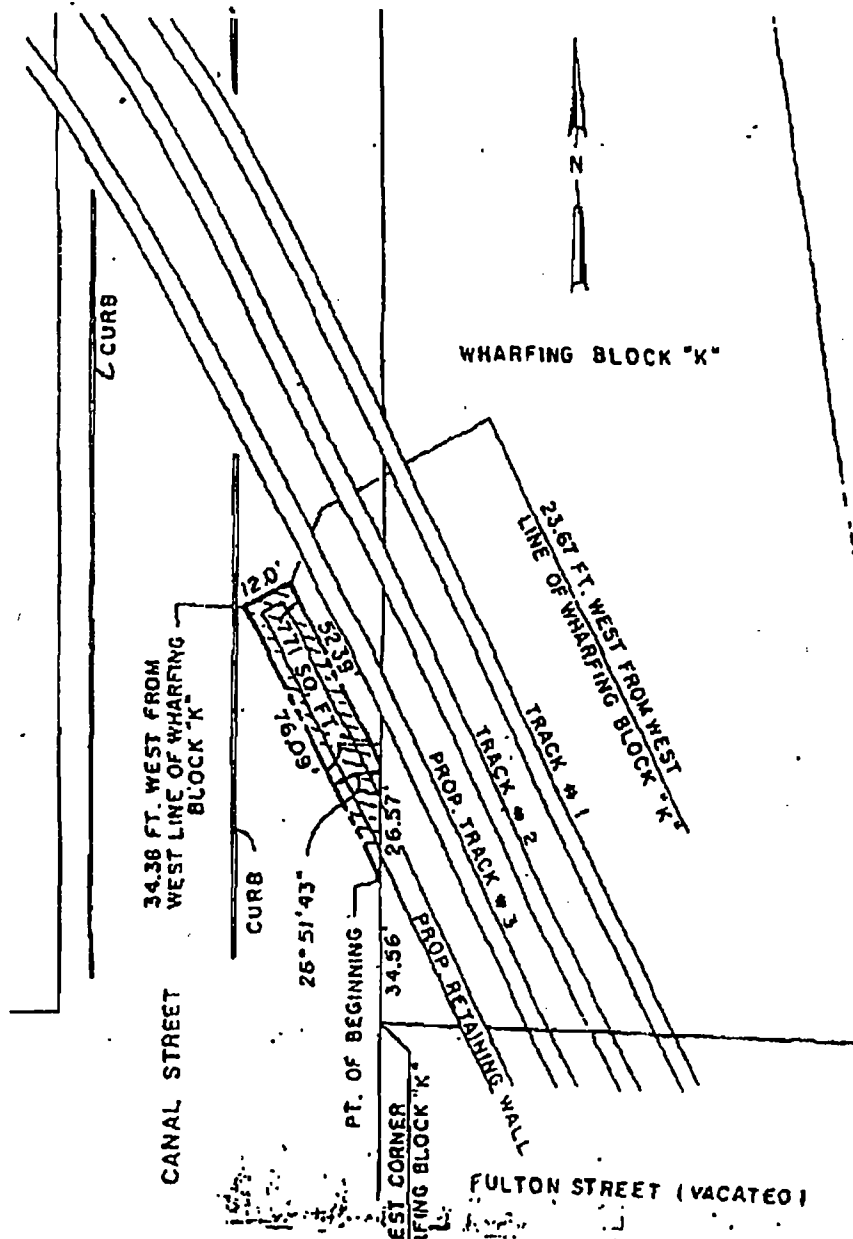 CURB
N
WHARFING BLOCK "K"
12.0'
771 SQ. FT.
52.39'
76.09'
34.38 FT. WEST FROM
WEST LINE OF WHARFING
BLOCK "K"
23.67 FT. WEST FROM WEST
LINE OF WHARFING BLOCK "K"
TRACK #1
TRACK #2
PROP. TRACK #3
CURB
26°51'43"
26.57'
PT. OF BEGINNING
34.56'
PROP. RETAINING WALL
CANAL STREET
EST CORNER
RFING BLOCK "K"
FULTON STREET (VACATED)